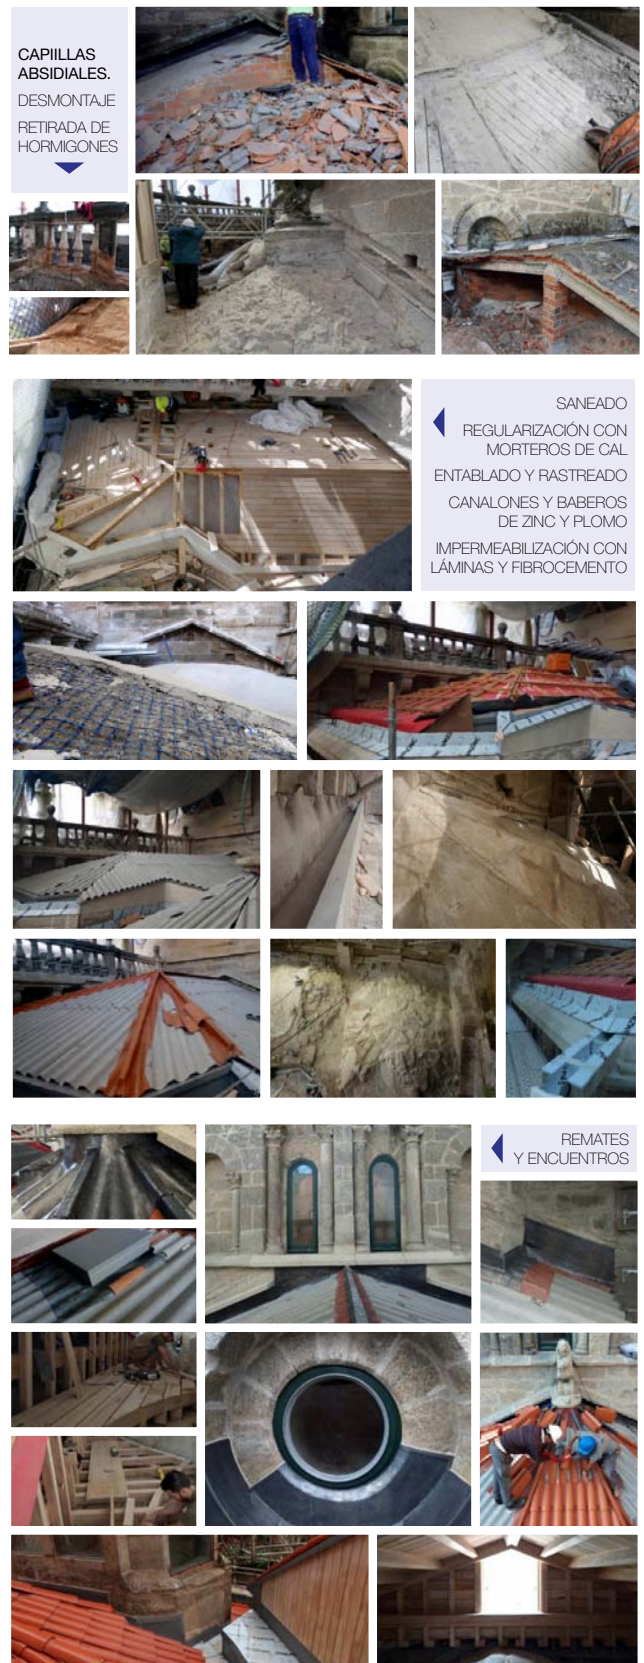 CAPIILLAS
ABSIDIALES.
DESMONTAJE
RETIRADA DE
HORMIGONES
SANEADO
REGULARIZACIÓN CON
MORTEROS DE CAL
ENTABLADO Y RASTREADO
CANALONES Y BABEROS
DE ZINC Y PLOMO
IMPERMEABILIZACIÓN CON
LÁMINAS Y FIBROCEMENTO
REMATES
Y ENCUENTROS